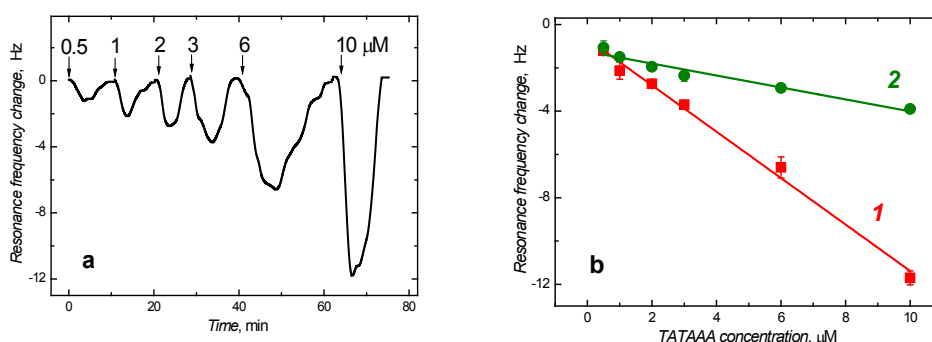 0.5 1 2 3 6 10 μM
0
-4
-8
-12
Resonance frequency change, Hz
a
0 20 40 60 80
Time, min
0
-4
-8
-12
Resonance frequency change, Hz
2
1
b
0 2 4 6 8 10
TATAAA concentration, μM